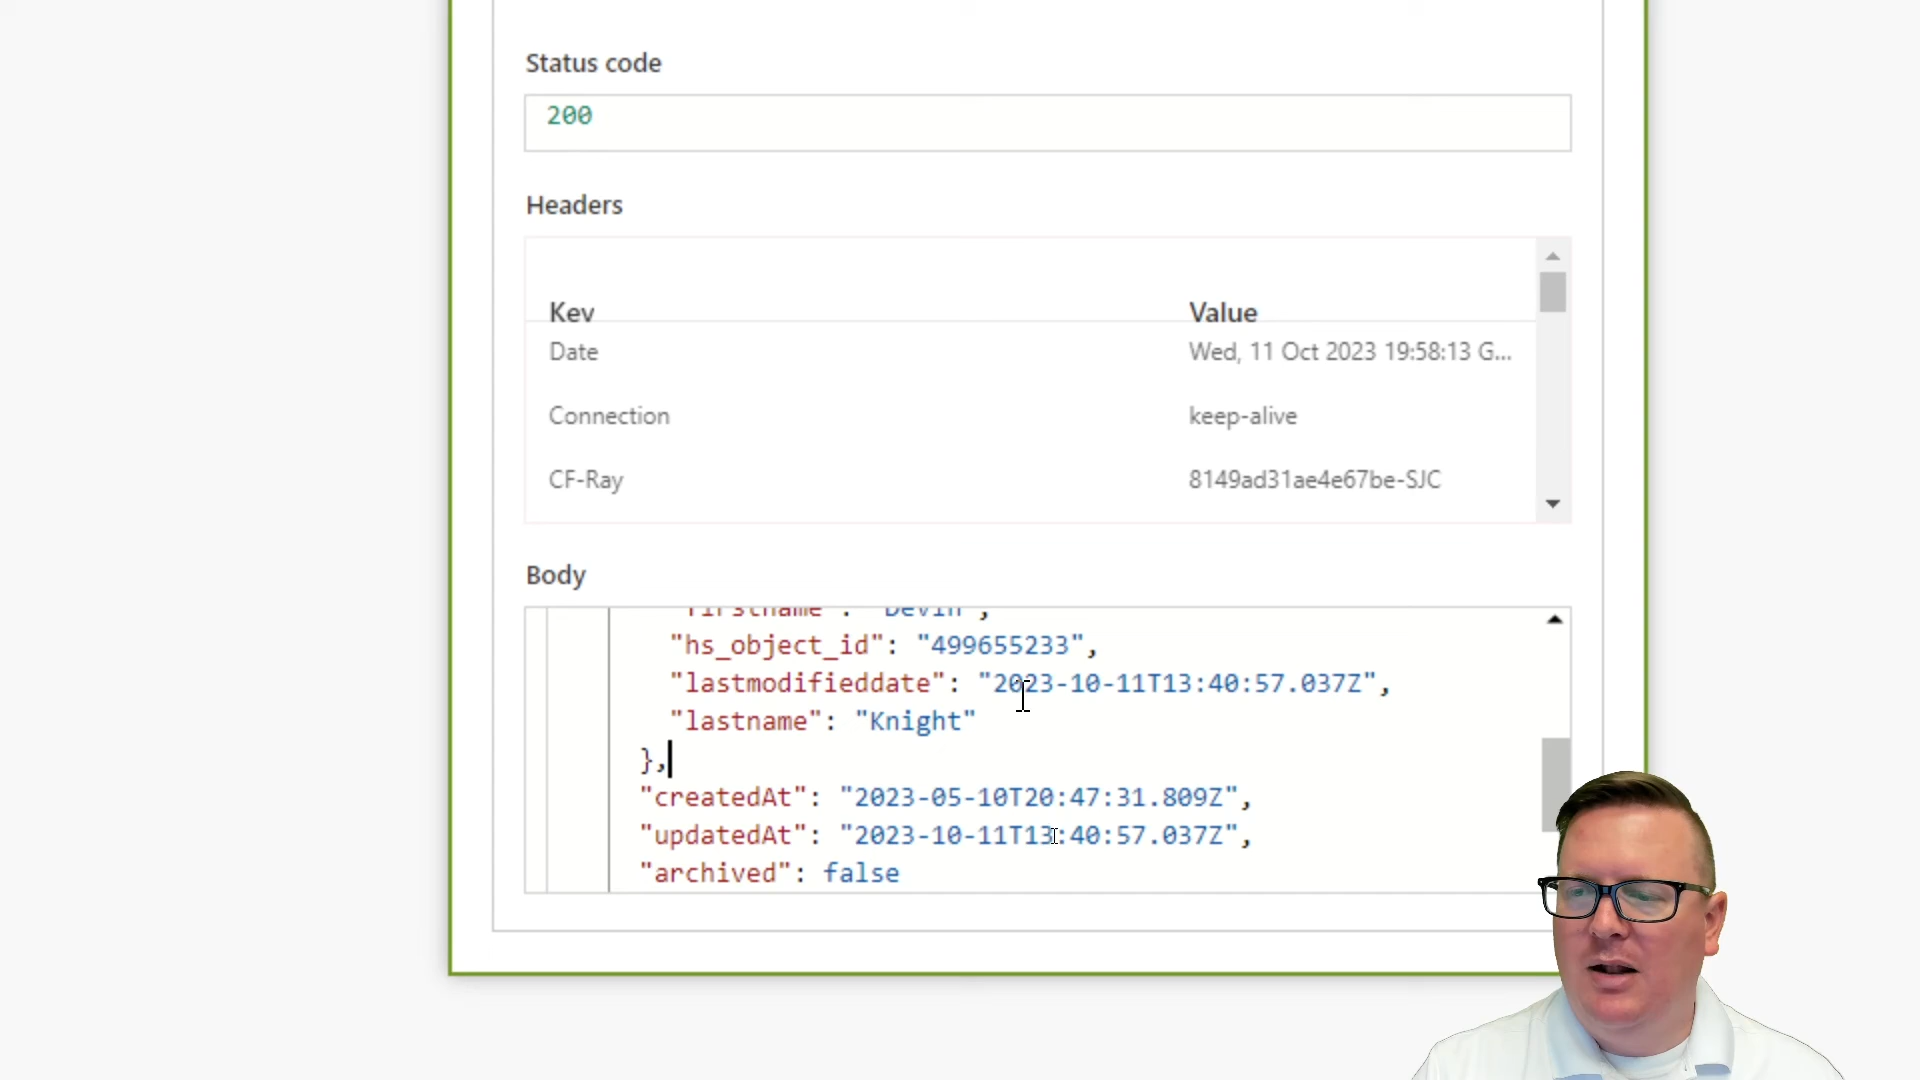 Status code
200
Headers
Key Value
Date Wed, 11 Oct 2023 19:58:13 G...
Connection keep-alive
CF-Ray 8149ad31ae4e67be-SJC
Body
"firstname": "Devin",
"hs_object_id": "499655233",
"lastmodifieddate": "2023-10-11T13:40:57.037Z",
"lastname": "Knight"
},
"createdAt": "2023-05-10T20:47:31.809Z",
"updatedAt": "2023-10-11T13:40:57.037Z",
"archived": false